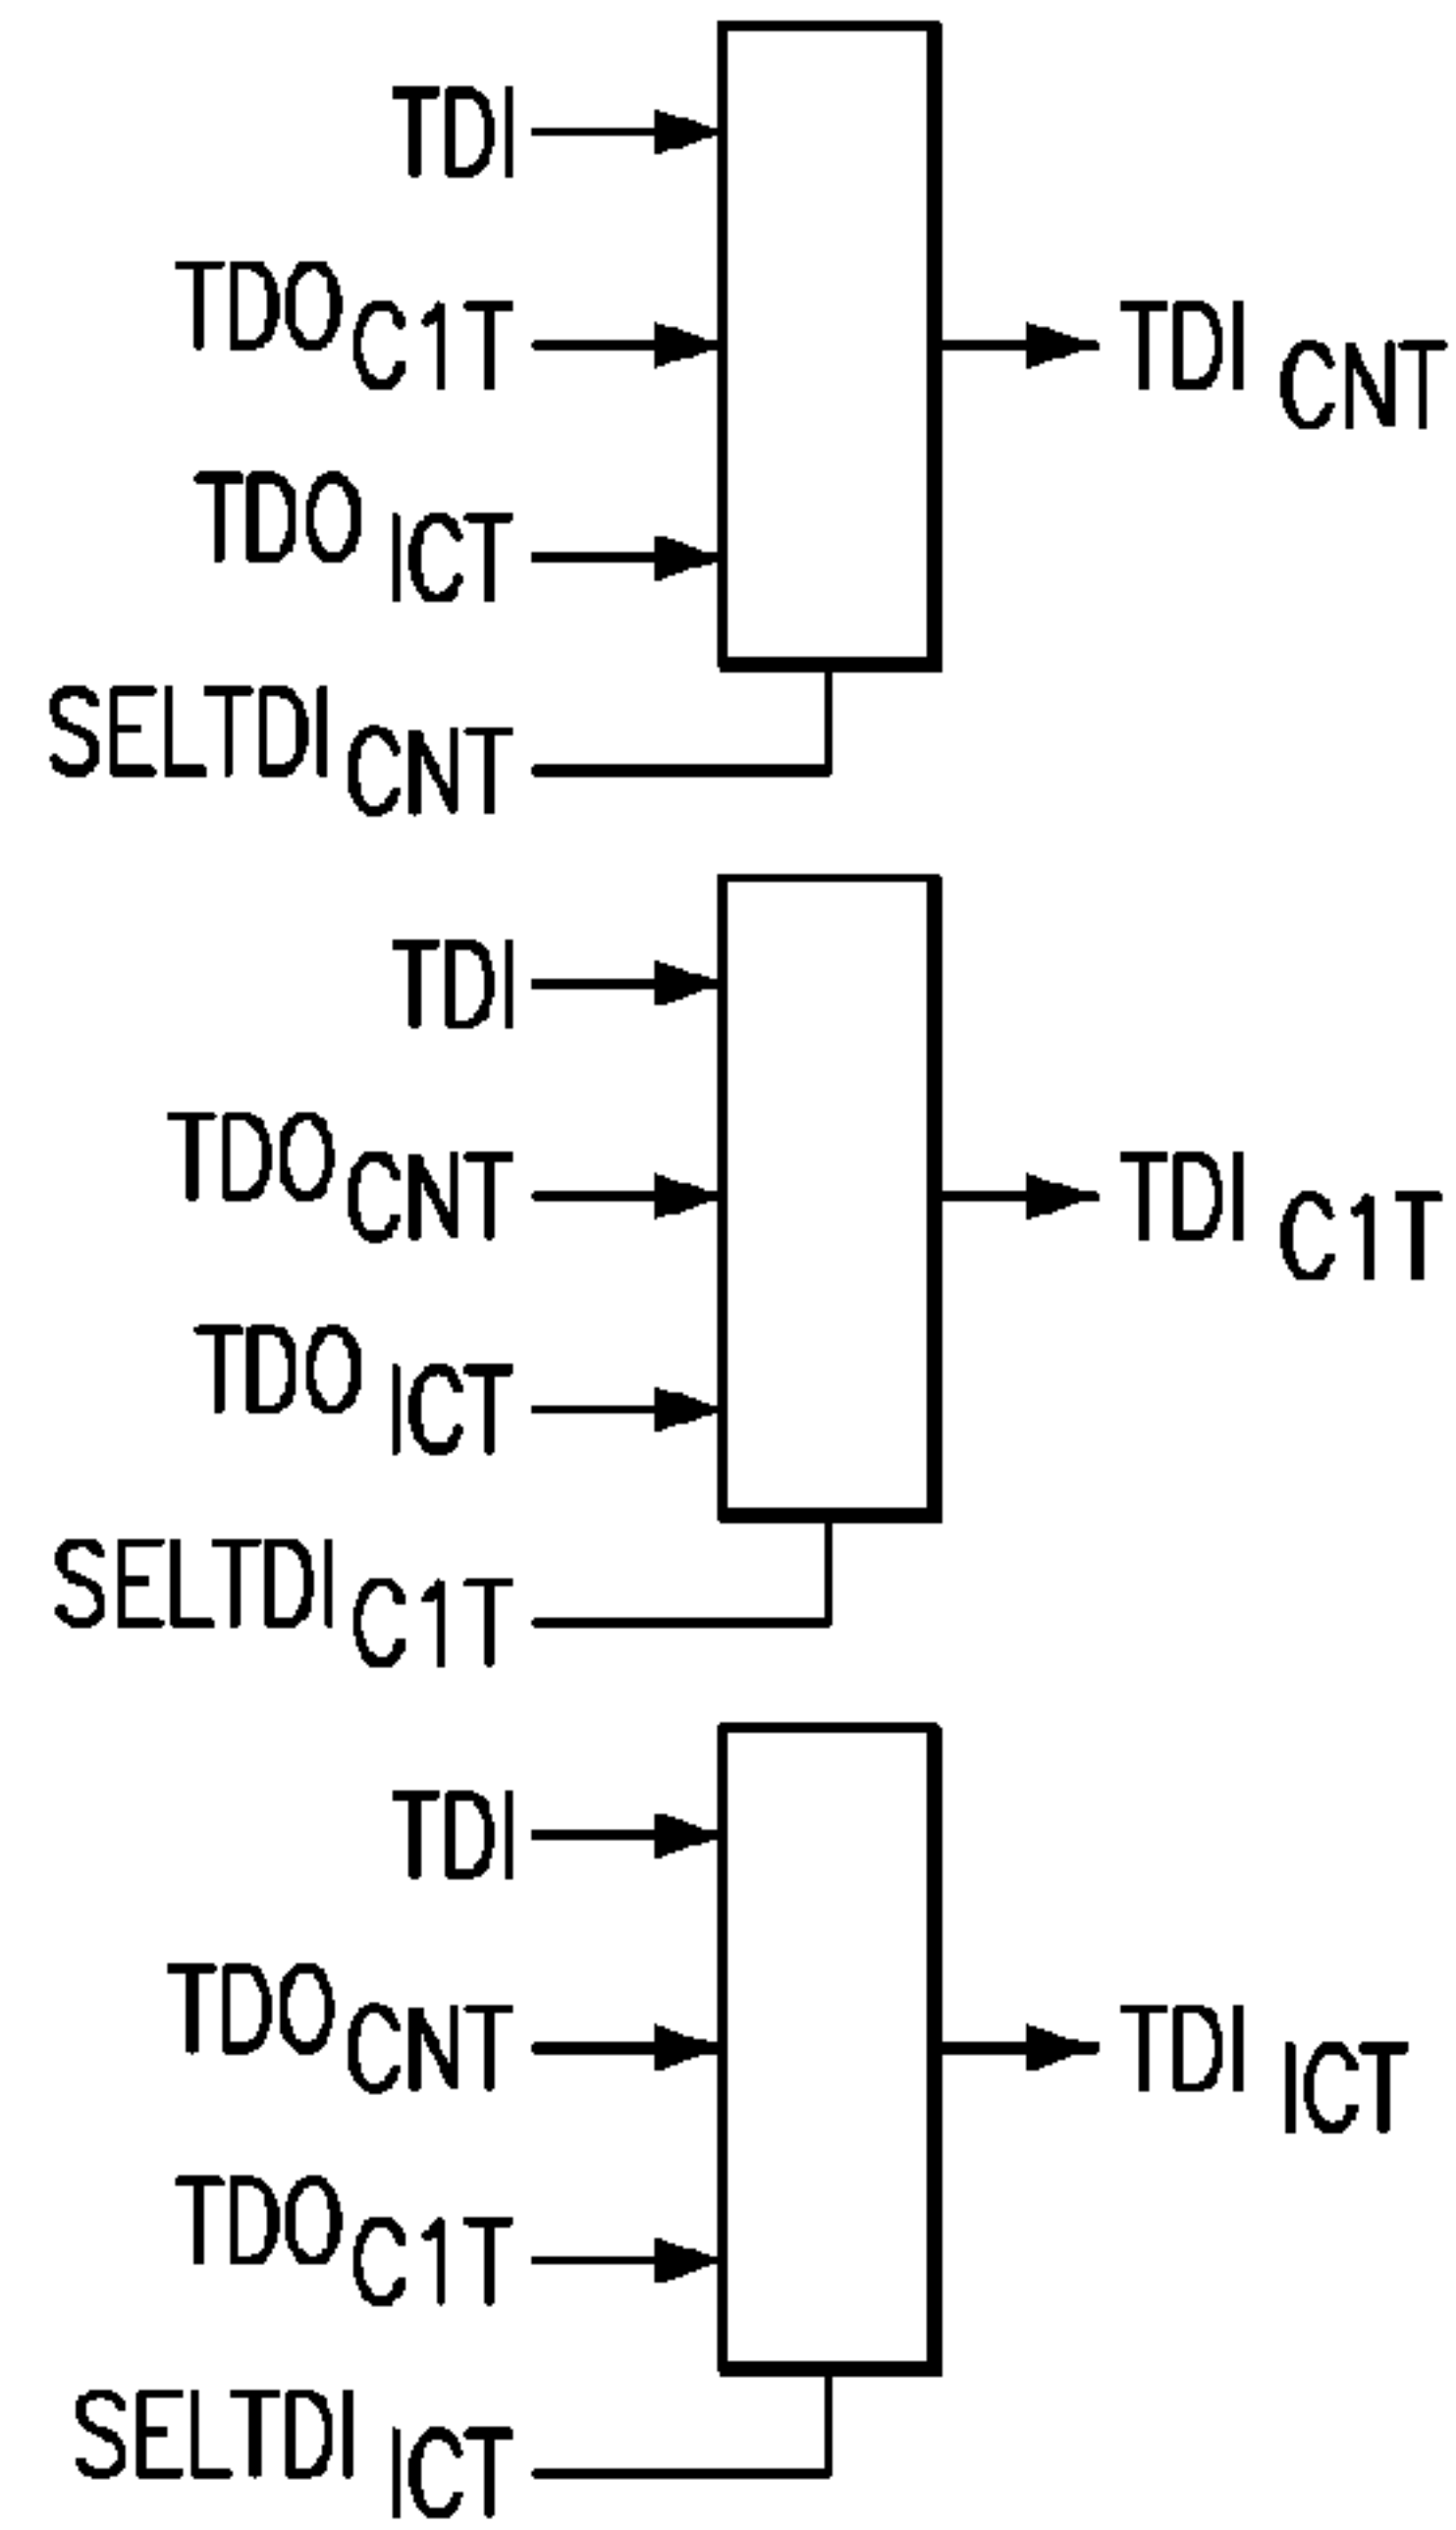 TDI
TDO C1T
TDI CNT
TDO ICT
SELTDI CNT
TDI
TDO CNT
TDI C1T
TDO ICT
SELTDI C1T
TDI
TDO CNT
TDI ICT
TDO C1T
SELTDI ICT